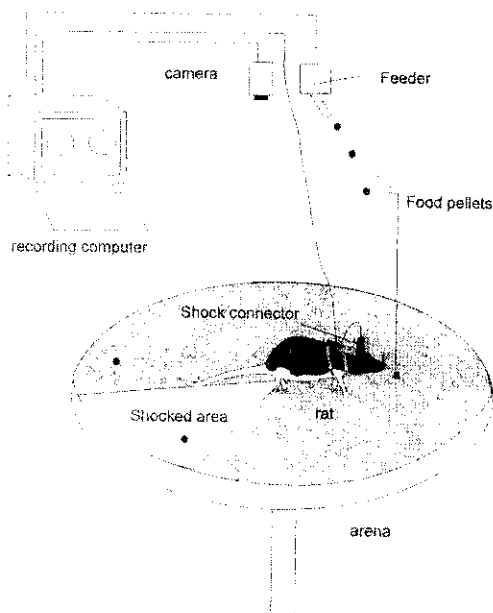 camera
Feeder
Food pellets
recording computer
Shock connector
Shocked area
rat
arena